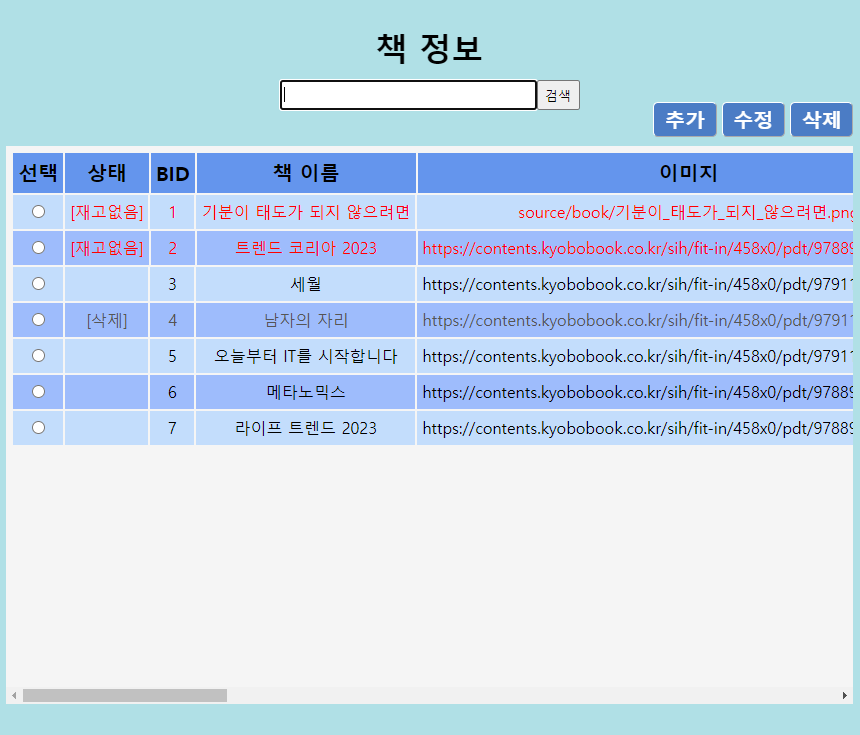 책 정보
검색
추가 수정 삭제
선택 상태 BID 책 이름 이미지
[재고없음] 1 기분이 태도가 되지 않으려면 source/book/기분이_태도가_되지_않으려면.png
[재고없음] 2 트렌드 코리아 2023 https://contents.kyobobook.co.kr/sih/fit-in/458x0/pdt/97889
3 세월 https://contents.kyobobook.co.kr/sih/fit-in/458x0/pdt/97911
[삭제] 4 남자의 자리 https://contents.kyobobook.co.kr/sih/fit-in/458x0/pdt/97911
5 오늘부터 IT를 시작합니다 https://contents.kyobobook.co.kr/sih/fit-in/458x0/pdt/97911
6 메타노믹스 https://contents.kyobobook.co.kr/sih/fit-in/458x0/pdt/97889
7 라이프 트렌드 2023 https://contents.kyobobook.co.kr/sih/fit-in/458x0/pdt/97889